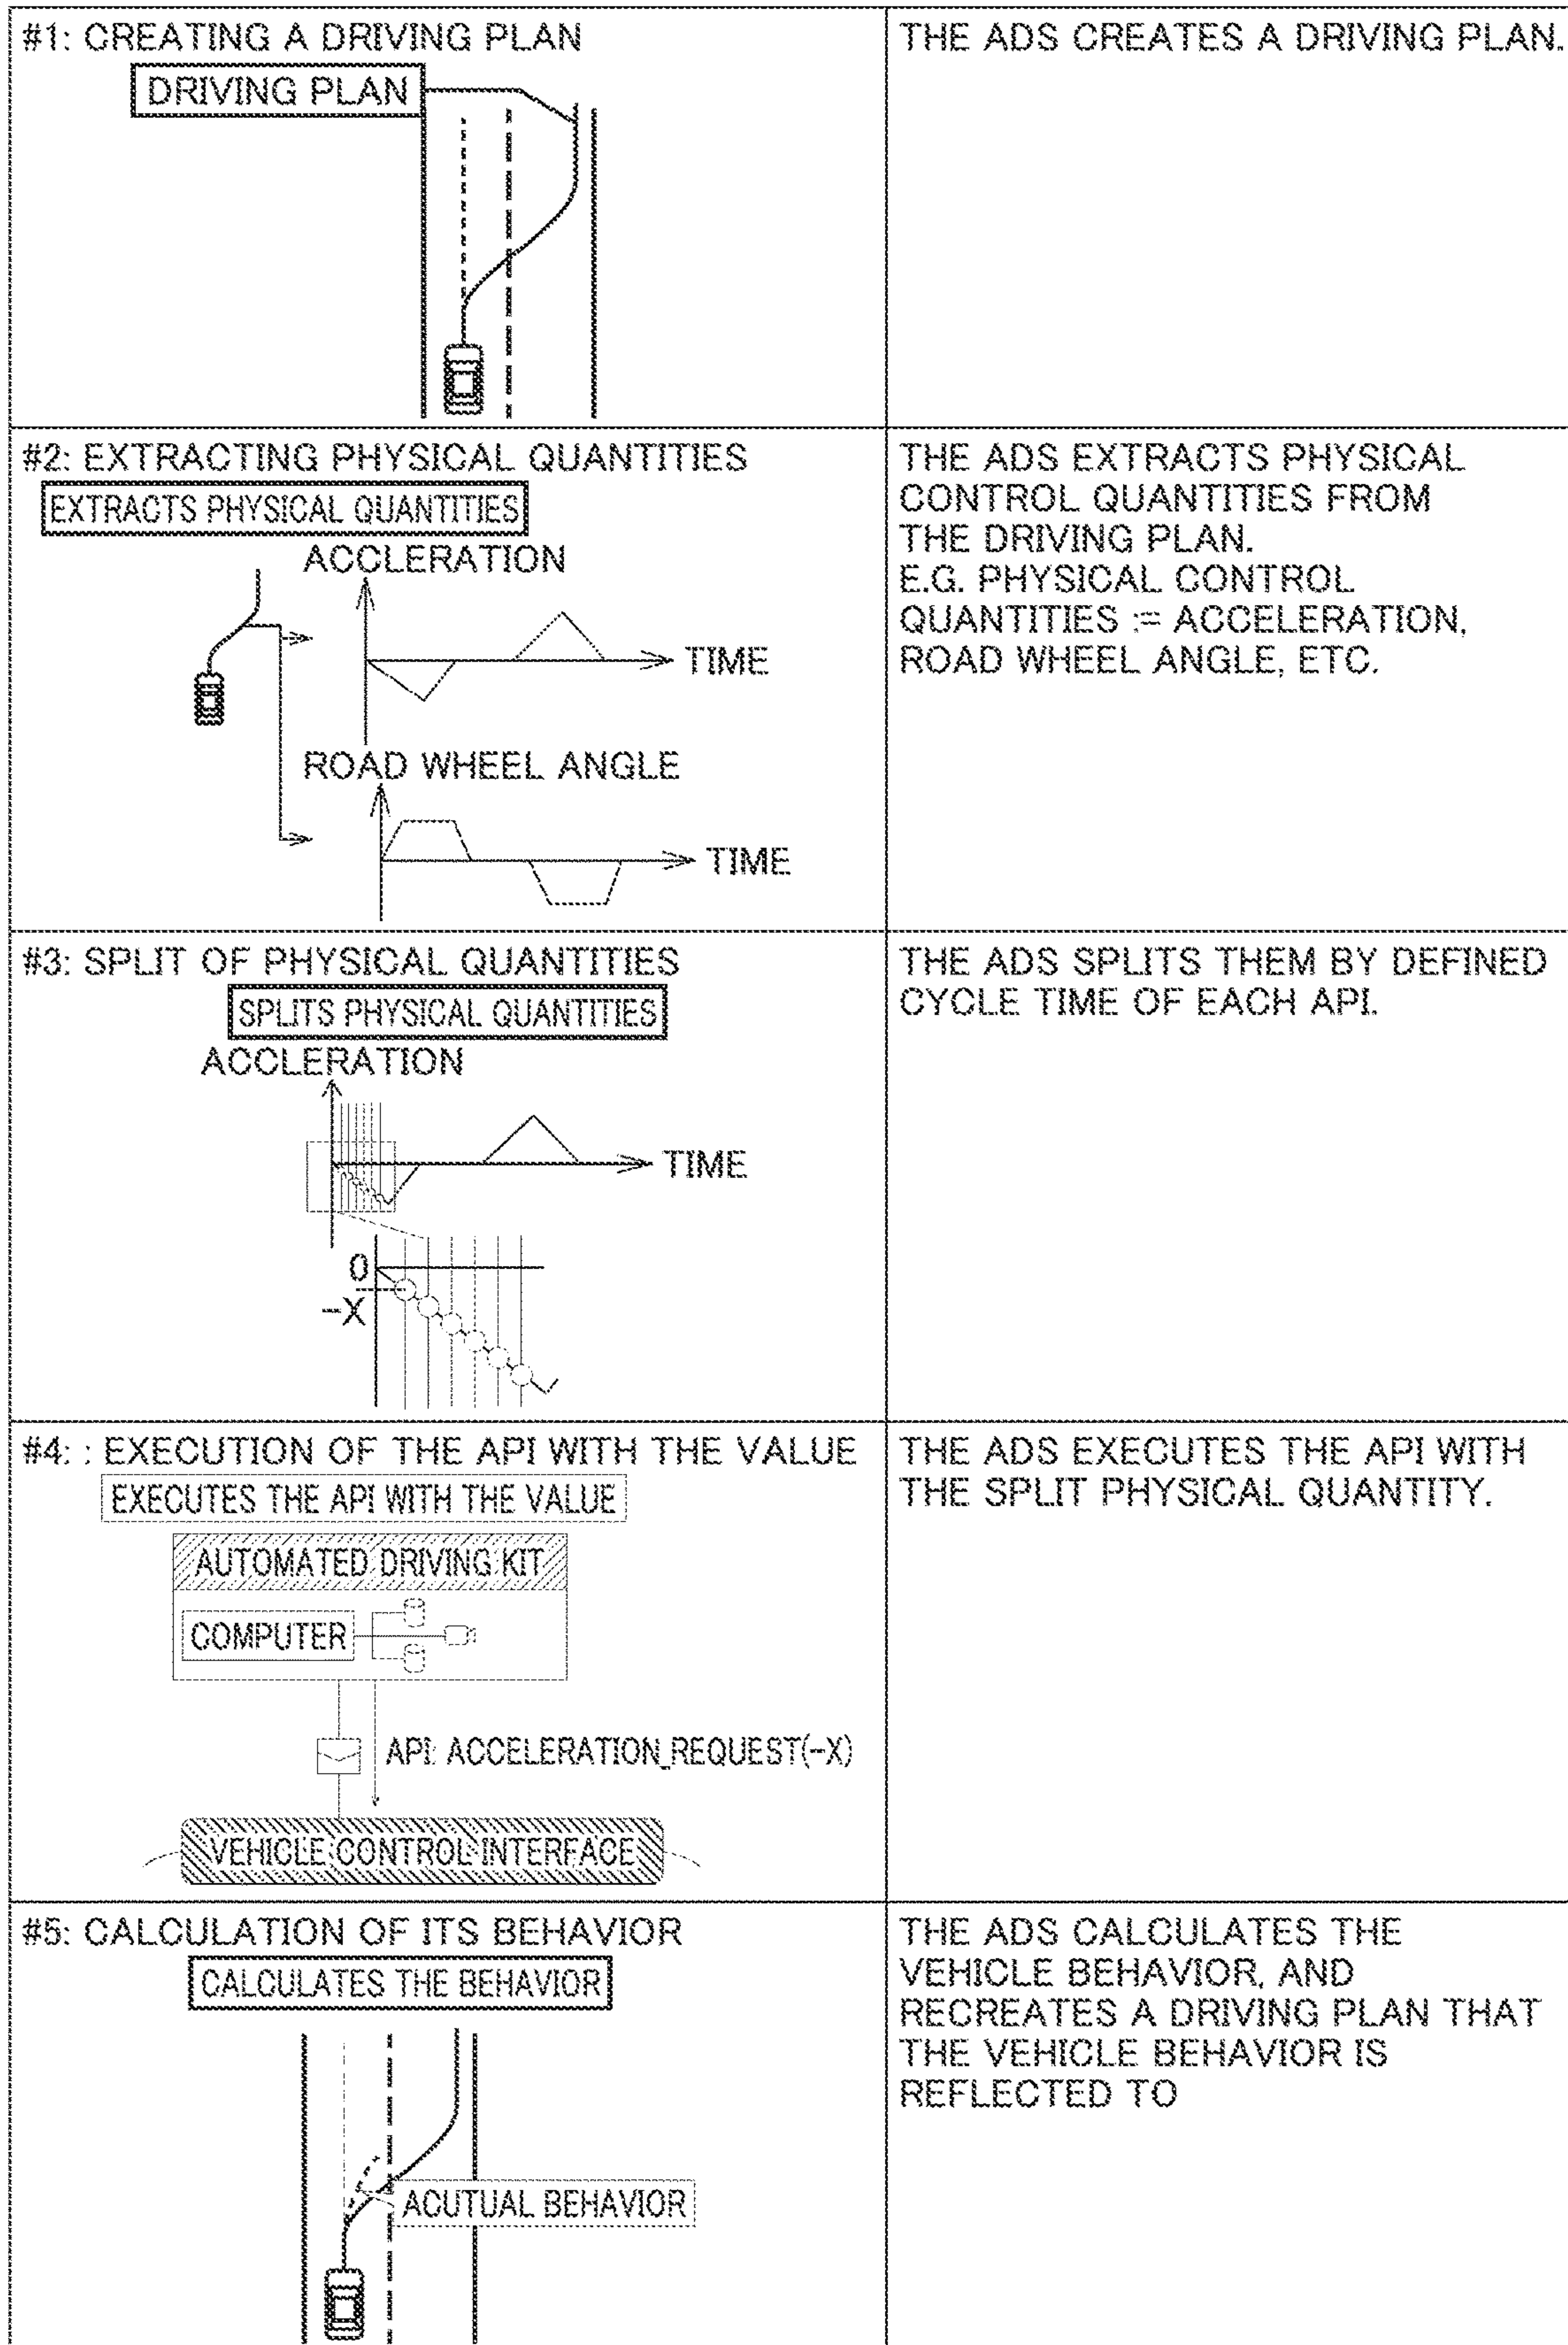 #1: CREATING A DRIVING PLAN
DRIVING PLAN
THE ADS CREATES A DRIVING PLAN.
#2: EXTRACTING PHYSICAL QUANTITIES
EXTRACTS PHYSICAL QUANTITIES
ACCLERATION
TIME
ROAD WHEEL ANGLE
TIME
THE ADS EXTRACTS PHYSICAL
CONTROL QUANTITIES FROM
THE DRIVING PLAN.
E.G. PHYSICAL CONTROL
QUANTITIES := ACCELERATION,
ROAD WHEEL ANGLE, ETC.
#3: SPLIT OF PHYSICAL QUANTITIES
SPLITS PHYSICAL QUANTITIES
ACCLERATION
TIME
0
-X
THE ADS SPLITS THEM BY DEFINED
CYCLE TIME OF EACH API.
#4: : EXECUTION OF THE API WITH THE VALUE
EXECUTES THE API WITH THE VALUE
AUTOMATED DRIVING KIT
COMPUTER
API: ACCELERATION_REQUEST(-X)
VEHICLE CONTROL INTERFACE
THE ADS EXECUTES THE API WITH
THE SPLIT PHYSICAL QUANTITY.
#5: CALCULATION OF ITS BEHAVIOR
CALCULATES THE BEHAVIOR
ACUTUAL BEHAVIOR
THE ADS CALCULATES THE
VEHICLE BEHAVIOR, AND
RECREATES A DRIVING PLAN THAT
THE VEHICLE BEHAVIOR IS
REFLECTED TO